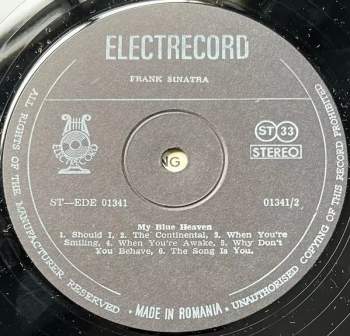 ELECTRECORD
FRANK SINATRA
ALL RIGHTS OF THE MANUFACTURER RESERVED
UNAUTHORISED COPYING OF THIS RECORD PROHIBITED
ELECTRECORD
NG
ST 33
STEREO
ST—EDE 01341
01341/2
My Blue Heaven
1. Should I, 2. The Continental, 3. When You're
Smiling, 4. When You're Awake, 5. Why Don't
You Behave, 6. The Song Is You.
• MADE IN ROMANIA •